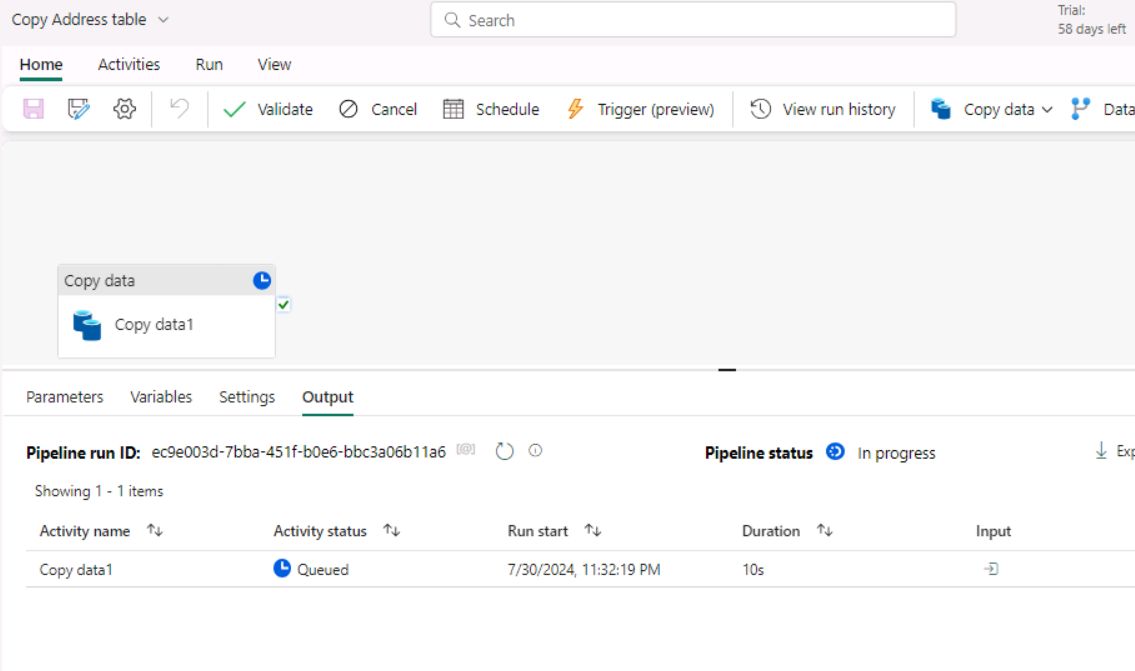 Copy Address table
Search
Trial:
58 days left
Home Activities Run View
Validate Cancel Schedule Trigger (preview) View run history Copy data Data
Copy data
Copy data1
Parameters Variables Settings Output
Pipeline run ID: ec9e003d-7bba-451f-b0e6-bbc3a06b11a6 Pipeline status In progress Exp
Showing 1 - 1 items
Activity name Activity status Run start Duration Input
Copy data1 Queued 7/30/2024, 11:32:19 PM 10s